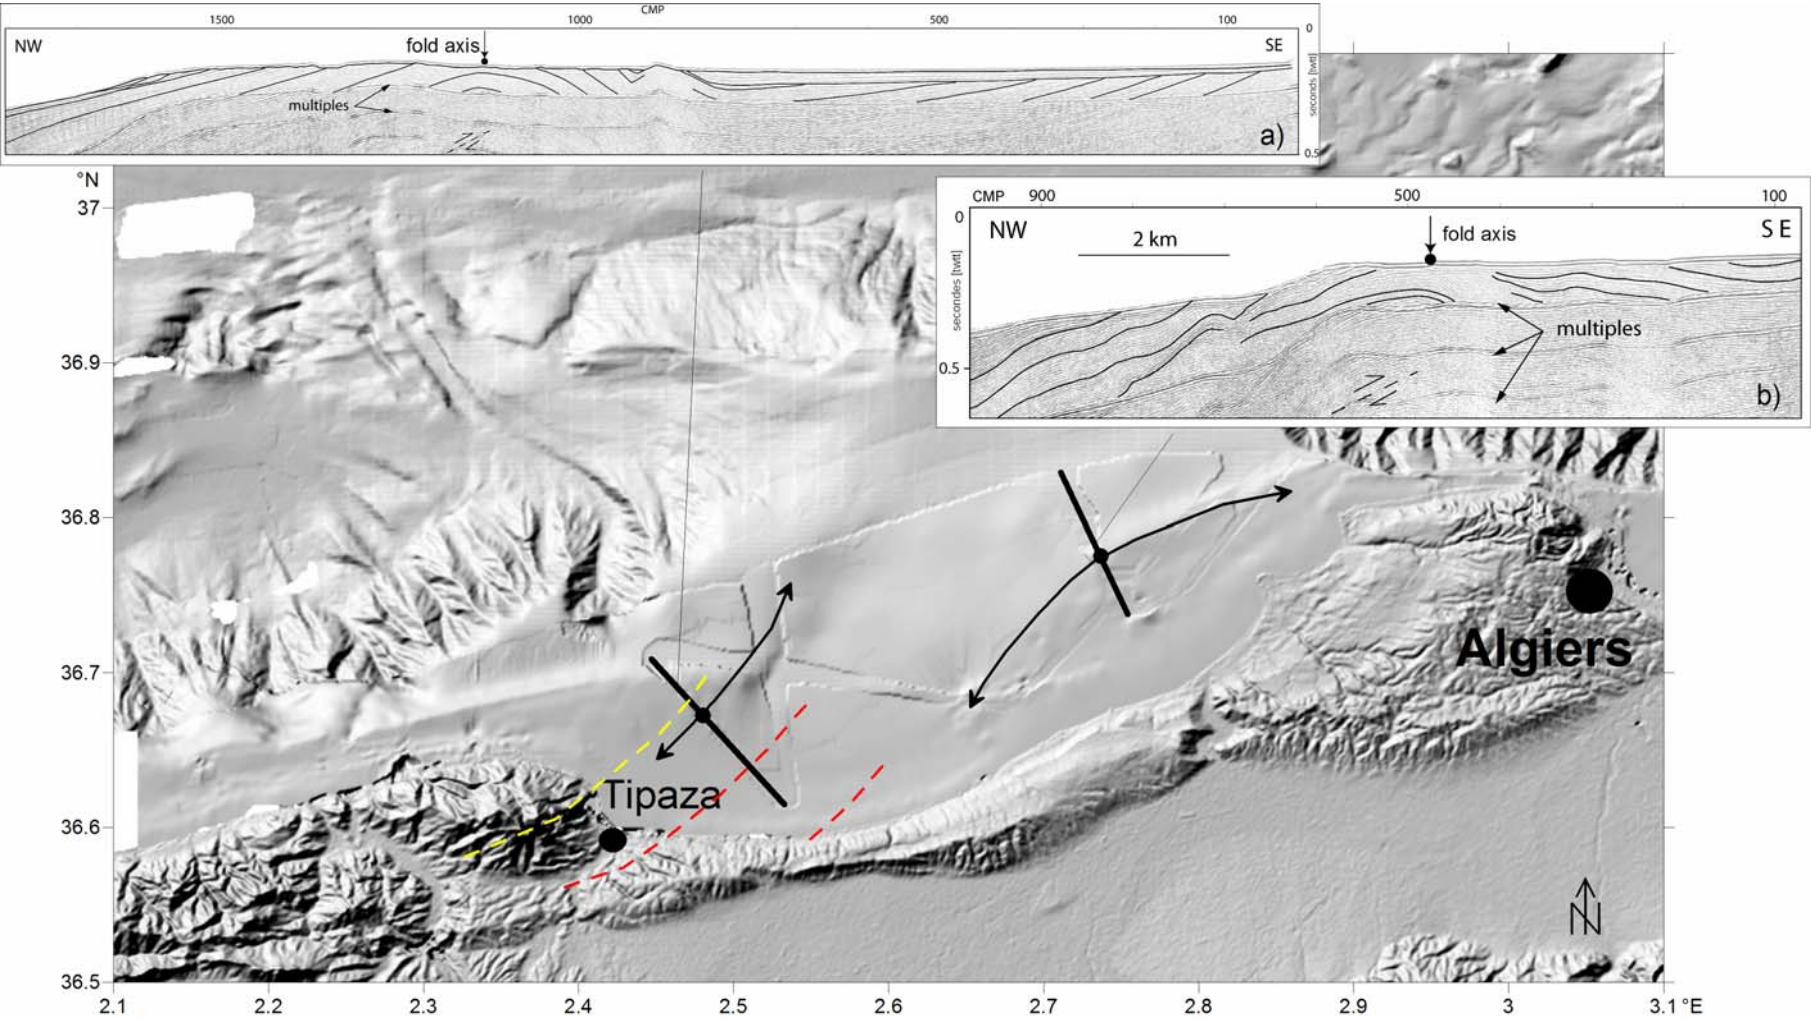 CMP
1500 1000 500 100
NW
fold axis
SE
0
seconds [twtt]
multiples
a)
0.5
°N
37
36.9
36.8
36.7
36.6
36.5
CMP 900 500 100
0
NW
2 km
fold axis
S E
secondes [twtt]
multiples
0.5
b)
Algiers
Tipaza
N
2.1 2.2 2.3 2.4 2.5 2.6 2.7 2.8 2.9 3 3.1 °E